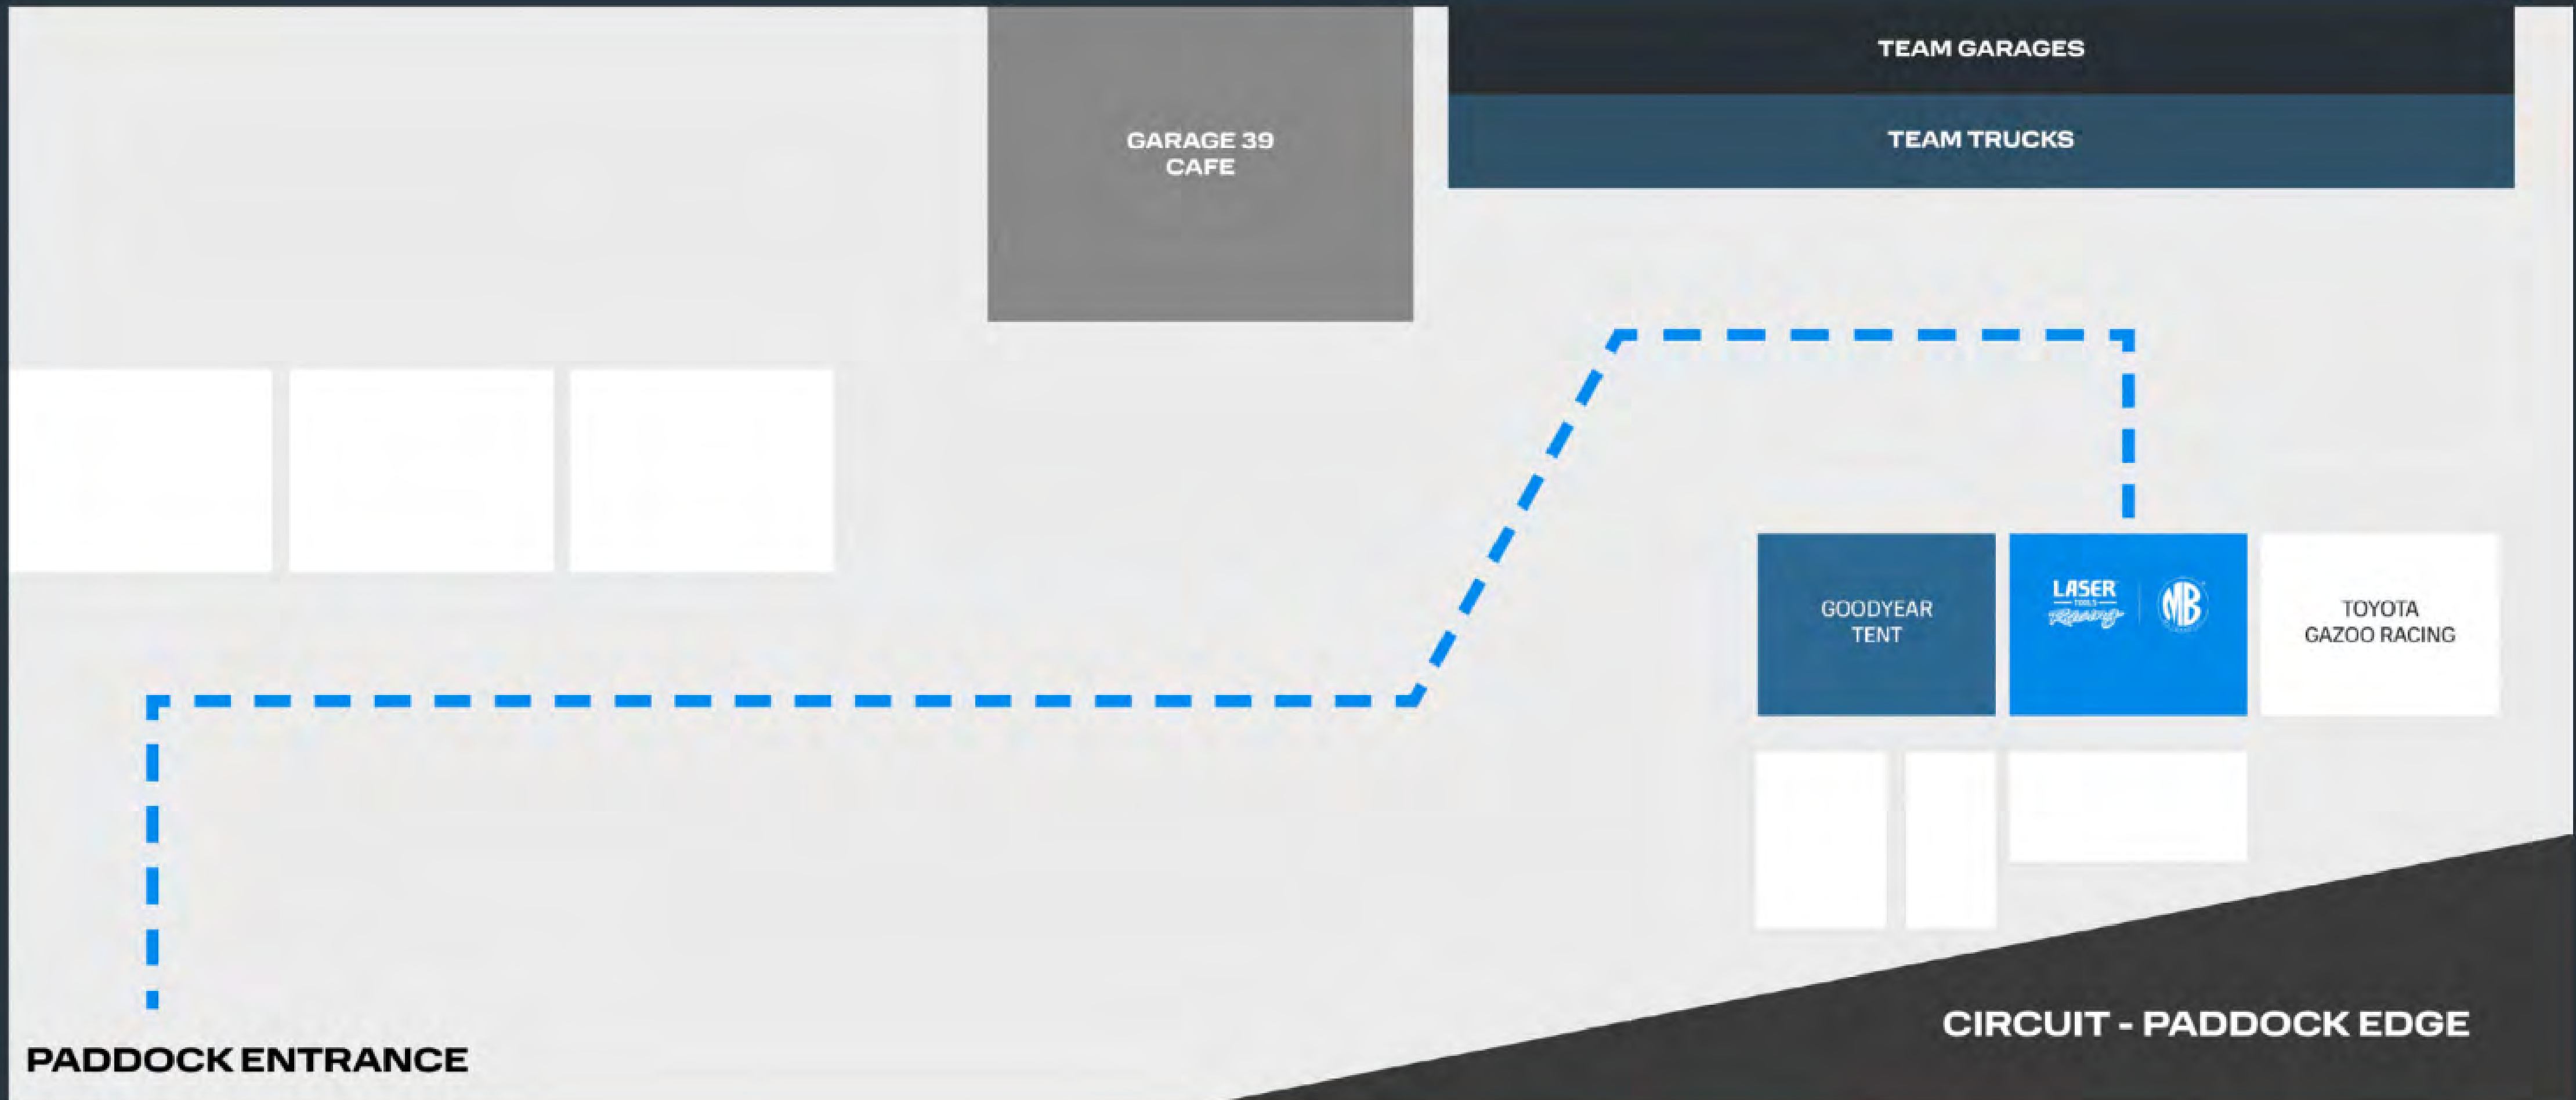 TEAM GARAGES
TEAM TRUCKS
GARAGE 39
CAFE
GOODYEAR
TENT
LASER
TOOLS
Racing
MB
TOYOTA
GAZOO RACING
CIRCUIT - PADDOCK EDGE
PADDOCK ENTRANCE